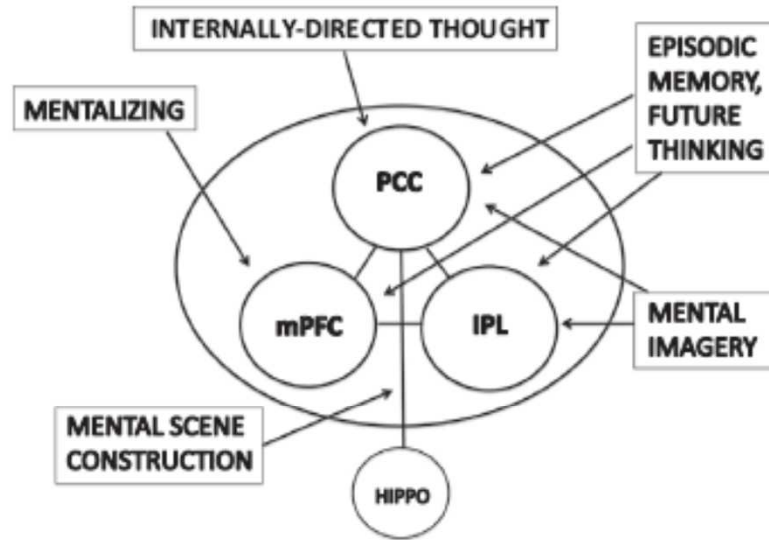 INTERNALLY-DIRECTED THOUGHT
EPISODIC
MEMORY,
FUTURE
THINKING
MENTALIZING
PCC
mPFC
IPL
MENTAL
IMAGERY
MENTAL SCENE
CONSTRUCTION
HIPPO